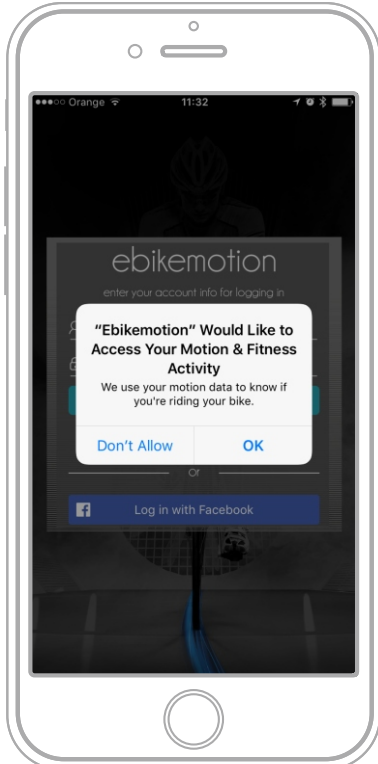 Orange 11:32
ebikemotion
enter your account info for logging in
“Ebikemotion” Would Like to
Access Your Motion & Fitness
Activity
We use your motion data to know if
you're riding your bike.
Don't Allow OK
or
Log in with Facebook